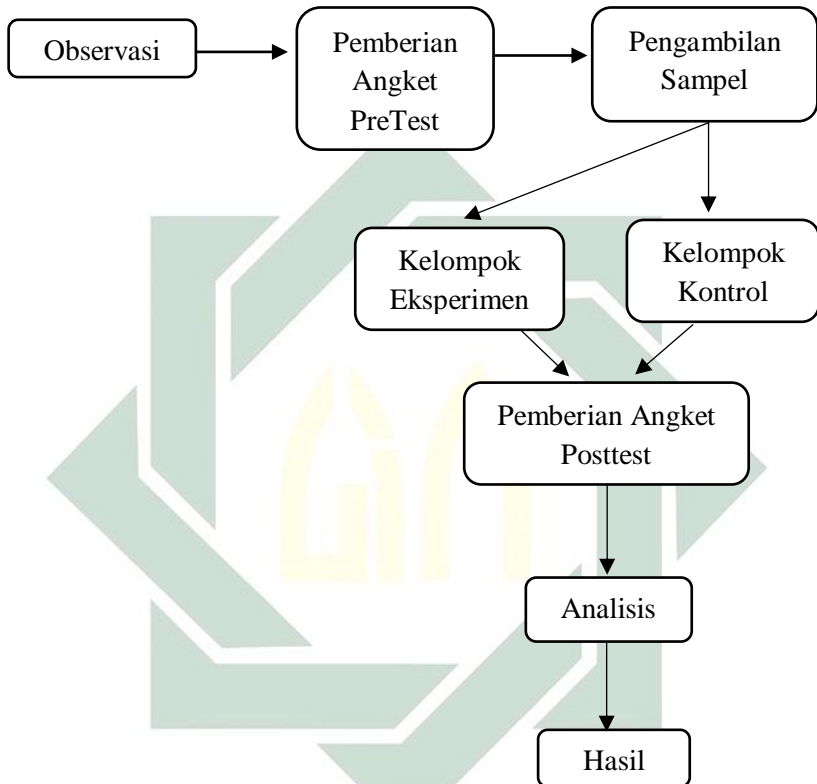 Observasi
Pemberian
Angket
PreTest
Pengambilan
Sampel
Kelompok
Eksperimen
Kelompok
Kontrol
Pemberian Angket
Posttest
Analisis
Hasil